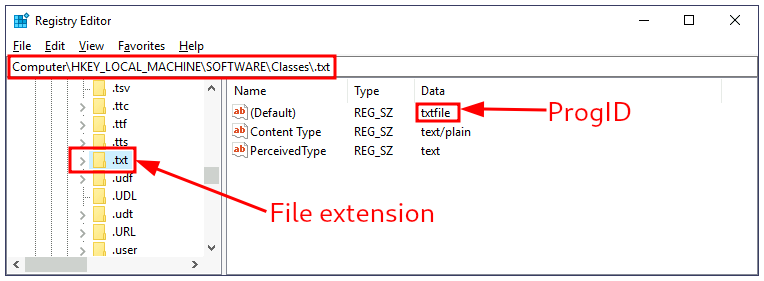 Registry Editor
File Edit View Favorites Help
Computer\HKEY_LOCAL_MACHINE\SOFTWARE\Classes\.txt
.tsv
.ttc
.ttf
.tts
.txt
.udf
.UDL
.udt
.URL
.user
Name Type Data
(Default) REG_SZ txtfile
Content Type REG_SZ text/plain
PerceivedType REG_SZ text
ProgID
File extension